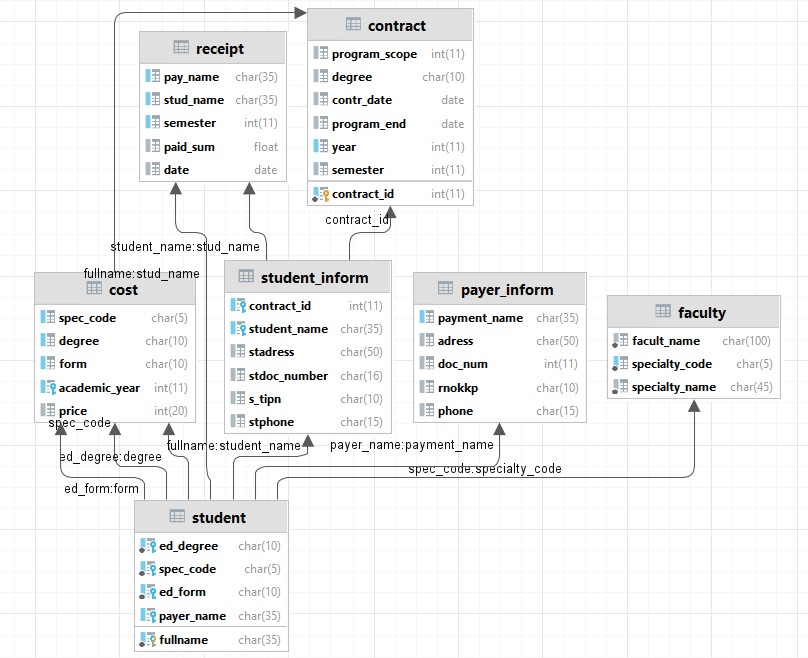 contract
program_scope int(11)
degree char(10)
contr_date date
program_end date
year int(11)
semester int(11)
contract_id int(11)
receipt
pay_name char(35)
stud_name char(35)
semester int(11)
paid_sum float
date date
contract_id
student_name:stud_name
fullname:stud_name
cost
spec_code char(5)
degree char(10)
form char(10)
academic_year int(11)
price int(20)
student_inform
contract_id int(11)
student_name char(35)
stadress char(50)
stdoc_number char(16)
s_tipn char(10)
stphone char(15)
payer_inform
payment_name char(35)
adress char(50)
doc_num int(11)
rnokkp char(10)
phone char(15)
faculty
facult_name char(100)
specialty_code char(5)
specialty_name char(45)
spec_code
ed_degree:degree
ed_form:form
fullname:student_name
payer_name:payment_name
spec_code:specialty_code
student
ed_degree char(10)
spec_code char(5)
ed_form char(10)
payer_name char(35)
fullname char(35)